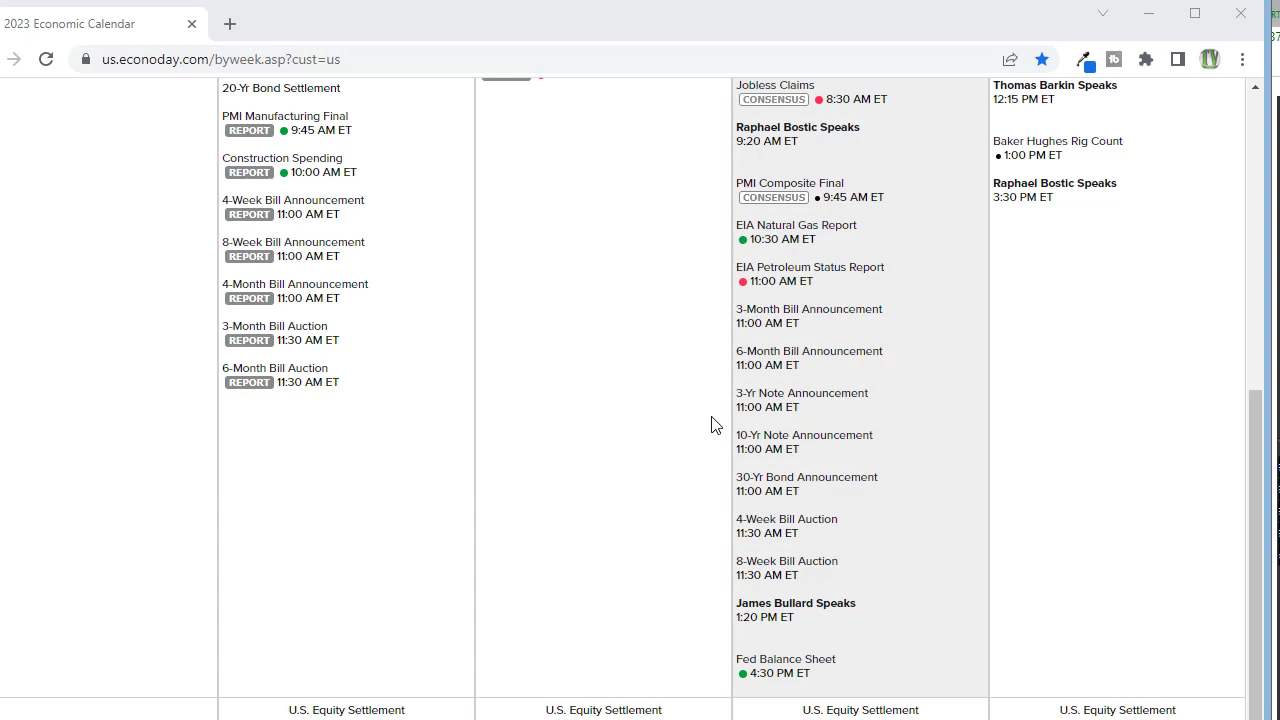 2023 Economic Calendar
us.econoday.com/byweek.asp?cust=us
20-Yr Bond Settlement
PMI Manufacturing Final
REPORT 9:45 AM ET
Construction Spending
REPORT 10:00 AM ET
4-Week Bill Announcement
REPORT 11:00 AM ET
8-Week Bill Announcement
REPORT 11:00 AM ET
4-Month Bill Announcement
REPORT 11:00 AM ET
3-Month Bill Auction
REPORT 11:30 AM ET
6-Month Bill Auction
REPORT 11:30 AM ET
Jobless Claims
CONSENSUS 8:30 AM ET
Raphael Bostic Speaks
9:20 AM ET
PMI Composite Final
CONSENSUS 9:45 AM ET
EIA Natural Gas Report
10:30 AM ET
EIA Petroleum Status Report
11:00 AM ET
3-Month Bill Announcement
11:00 AM ET
6-Month Bill Announcement
11:00 AM ET
3-Yr Note Announcement
11:00 AM ET
10-Yr Note Announcement
11:00 AM ET
30-Yr Bond Announcement
11:00 AM ET
4-Week Bill Auction
11:30 AM ET
8-Week Bill Auction
11:30 AM ET
James Bullard Speaks
1:20 PM ET
Fed Balance Sheet
4:30 PM ET
Thomas Barkin Speaks
12:15 PM ET
Baker Hughes Rig Count
1:00 PM ET
Raphael Bostic Speaks
3:30 PM ET
U.S. Equity Settlement
U.S. Equity Settlement
U.S. Equity Settlement
U.S. Equity Settlement